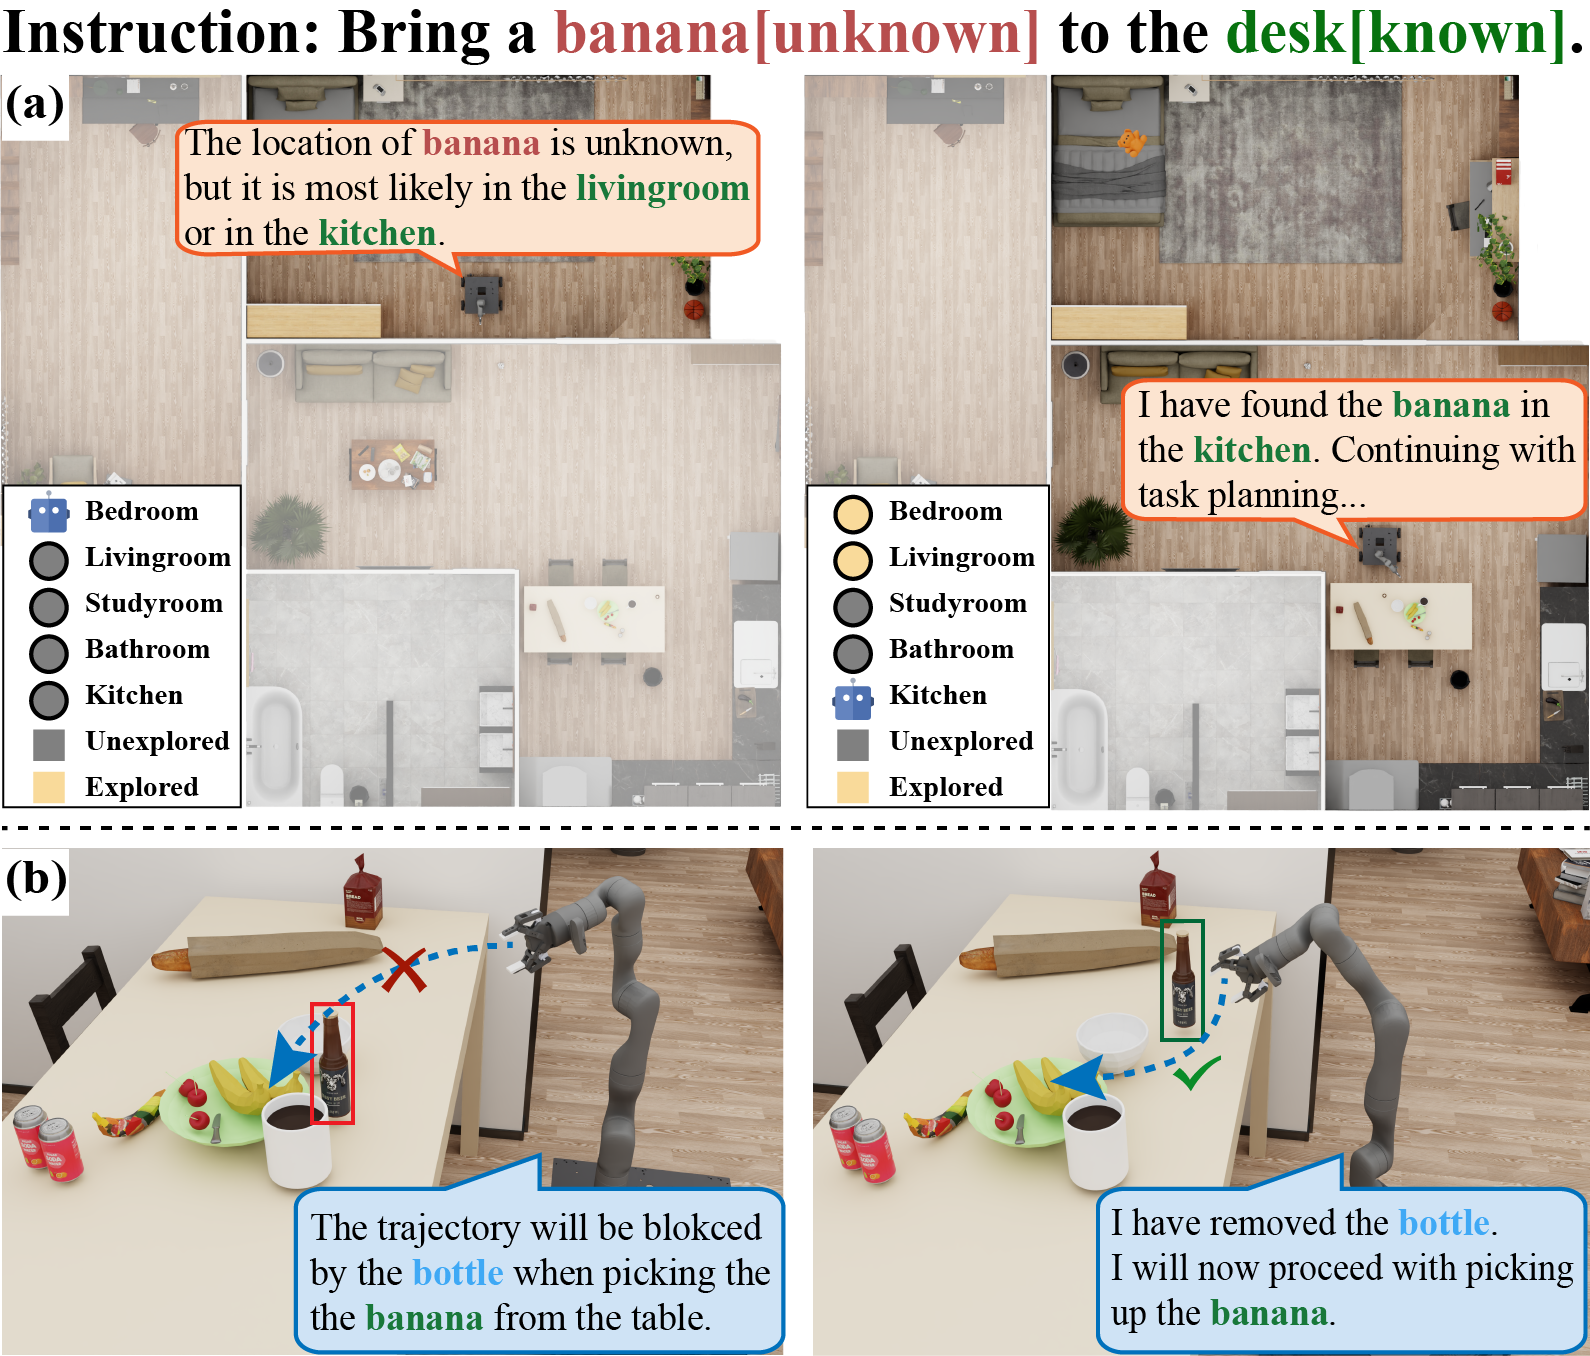 Instruction: Bring a banana[unknown] to the desk[known].
(a)
The location of banana is unknown,
but it is most likely in the livingroom
or in the kitchen.
I have found the banana in
the kitchen. Continuing with
task planning...
Bedroom
Livingroom
Studyroom
Bathroom
Kitchen
Unexplored
Explored
Bedroom
Livingroom
Studyroom
Bathroom
Kitchen
Unexplored
Explored
(b)
BREAD
SODA
The trajectory will be blokced
by the bottle when picking the
the banana from the table.
BREAD
SODA
I have removed the bottle.
I will now proceed with picking
up the banana.